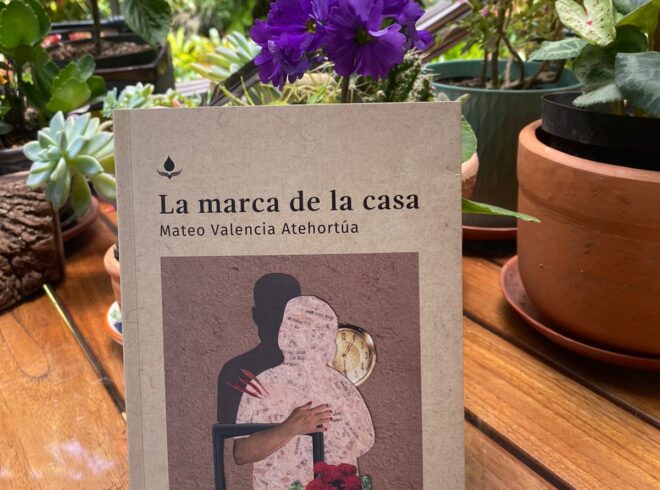 La marca de la casa
Mateo Valencia Atehortúa